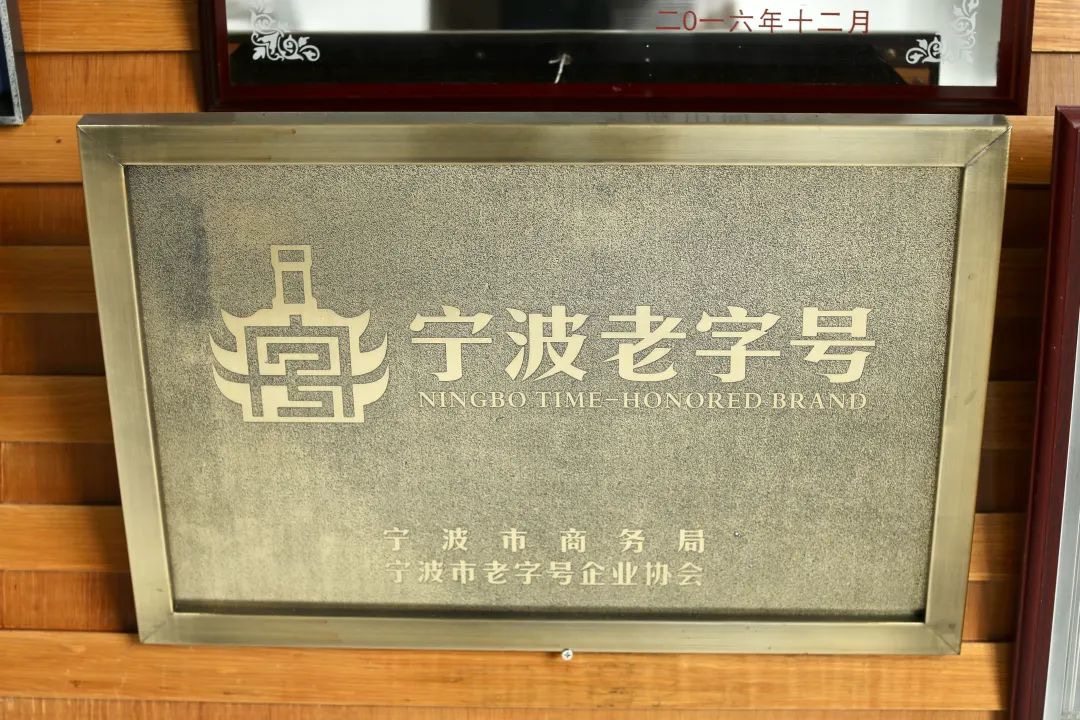 二0一六年十二月
宁波老字号
NINGBO TIME-HONORED BRAND
宁波市商务局
宁波市老字号企业协会